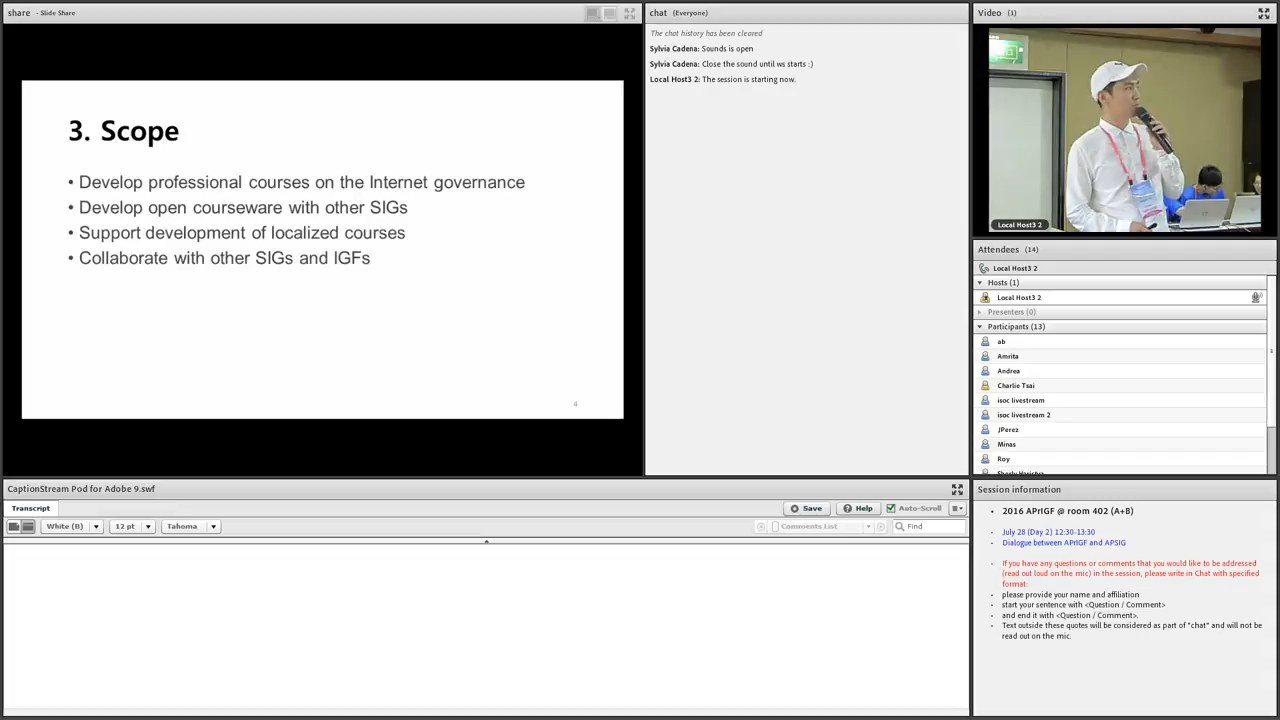 share - Slide Share
3. Scope
• Develop professional courses on the Internet governance
• Develop open courseware with other SIGs
• Support development of localized courses
• Collaborate with other SIGs and IGFs
4
chat (Everyone)
The chat history has been cleared
Sylvia Cadena: Sounds is open
Sylvia Cadena: Close the sound until ws starts :)
Local Host3 2: The session is starting now.
Video (1)
Local Host3 2
Attendees (14)
Local Host3 2
Hosts (1)
Local Host3 2
Presenters (0)
Participants (13)
ab
Amrita
Andrea
Charlie Tsai
isoc livestream
isoc livestream 2
JPerez
Minas
Roy
CaptionStream Pod for Adobe 9.swf
Transcript
Save
Help
Auto-Scroll
White (B)
12 pt
Tahoma
Comments List
Find
Session information
• 2016 APrIGF @ room 402 (A+B)
• July 28 (Day 2) 12:30-13:30
• Dialogue between APrIGF and APSIG
• If you have any questions or comments that you would like to be addressed
(read out loud on the mic) in the session, please write in Chat with specified
format:
• please provide your name and affiliation
• start your sentence with <Question / Comment>
• and end it with <Question / Comment>.
• Text outside these quotes will be considered as part of "chat" and will not be
read out on the mic.